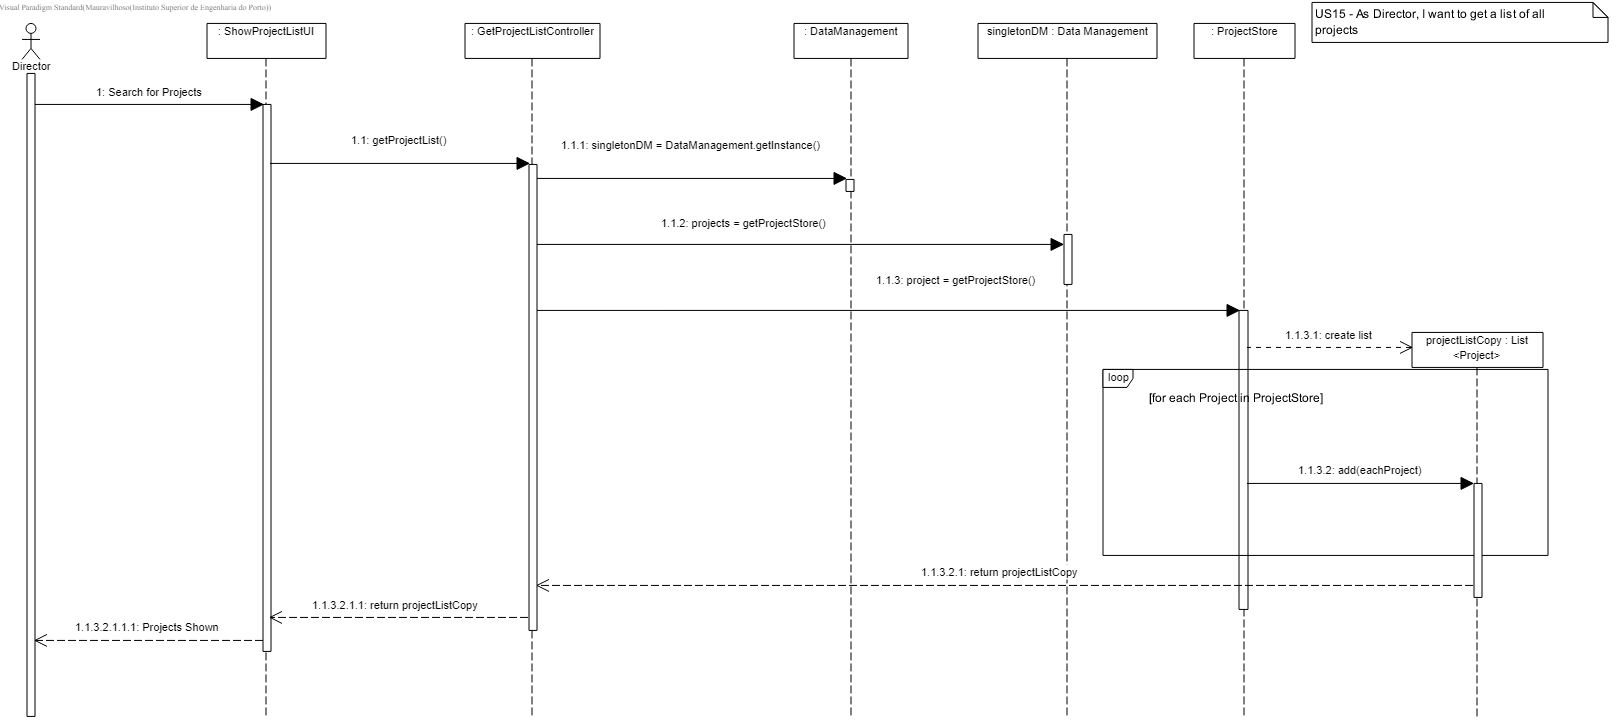 Visual Paradigm Standard(Mauravilhoso(Instituto Superior de Engenharia do Porto))
US15 - As Director, I want to get a list of all
projects
Director
: ShowProjectListUI
: GetProjectListController
: DataManagement
singletonDM : Data Management
: ProjectStore
1: Search for Projects
1.1: getProjectList()
1.1.1: singletonDM = DataManagement.getInstance()
1.1.2: projects = getProjectStore()
1.1.3: project = getProjectStore()
1.1.3.1: create list
projectListCopy : List
<Project>
loop
[for each Project in ProjectStore]
1.1.3.2: add(eachProject)
1.1.3.2.1: return projectListCopy
1.1.3.2.1.1: return projectListCopy
1.1.3.2.1.1.1: Projects Shown